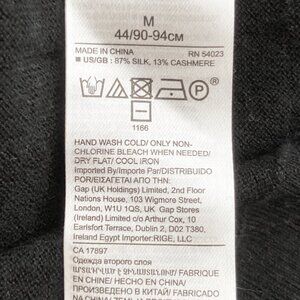 M
44/90-94см
MADE IN CHINA RN 54023
■ US/GB : 87% SILK, 13% CASHMERE
P
1166
HAND WASH COLD/ ONLY NON-
CHLORINE BLEACH WHEN NEEDED/
DRY FLAT/ COOL IRON
Imported By/Importe Par/DISTRIBUIDO
POR/ΕΙΣΑΓΕΤΑΙ ΑΠΟ ΤΗΝ:
Gap (UK Holdings) Limited, 2nd Floor
Nations House, 103 Wigmore Street,
London, W1U 1QS, UK Gap Stores
(Ireland) Limited c/o Arthur Cox, 10
Earlsfort Terrace, Dublin 2, D02 T380,
Ireland Egypt Importer:RIGE, LLC
CA 17897
Одежда второго слоя
FABRIQUE
EN CHINE/ HECHO EN CHINA/
ПРОИЗВЕДЕНО В КИТАЕ/ FABRICADO
NA CHINA/